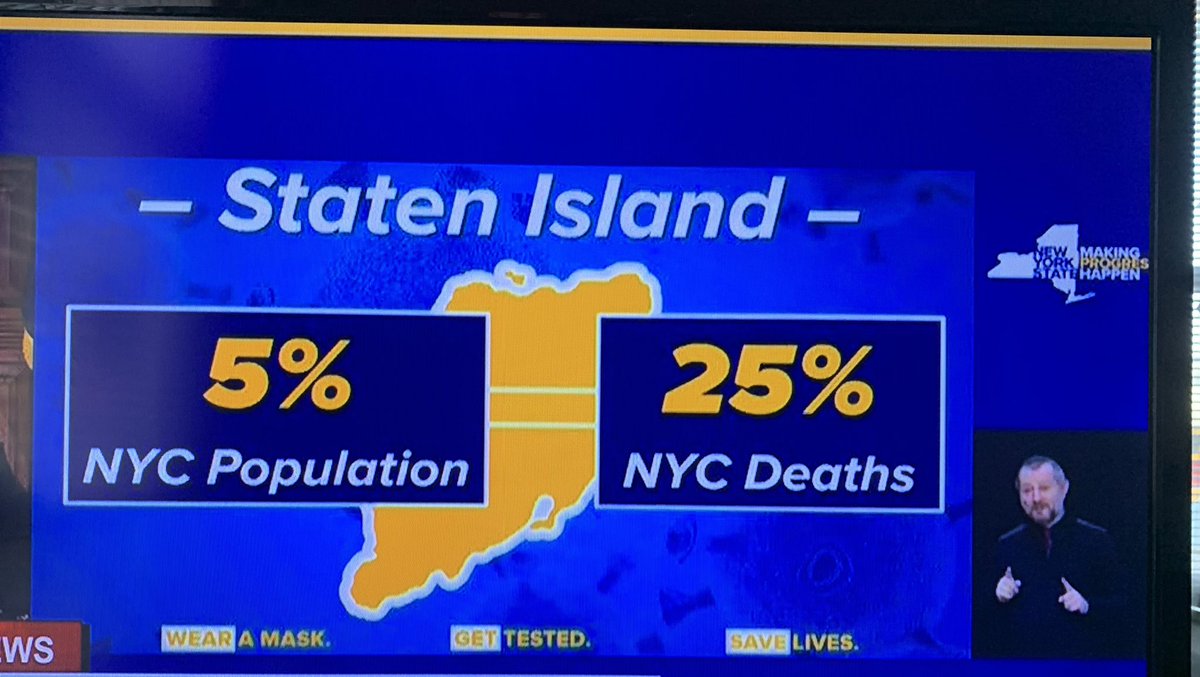 – Staten Island –
5%
NYC Population
25%
NYC Deaths
NEW YORK STATE
MAKING PROGRES HAPPEN
WEAR A MASK.
GET TESTED.
SAVE LIVES.
EWS